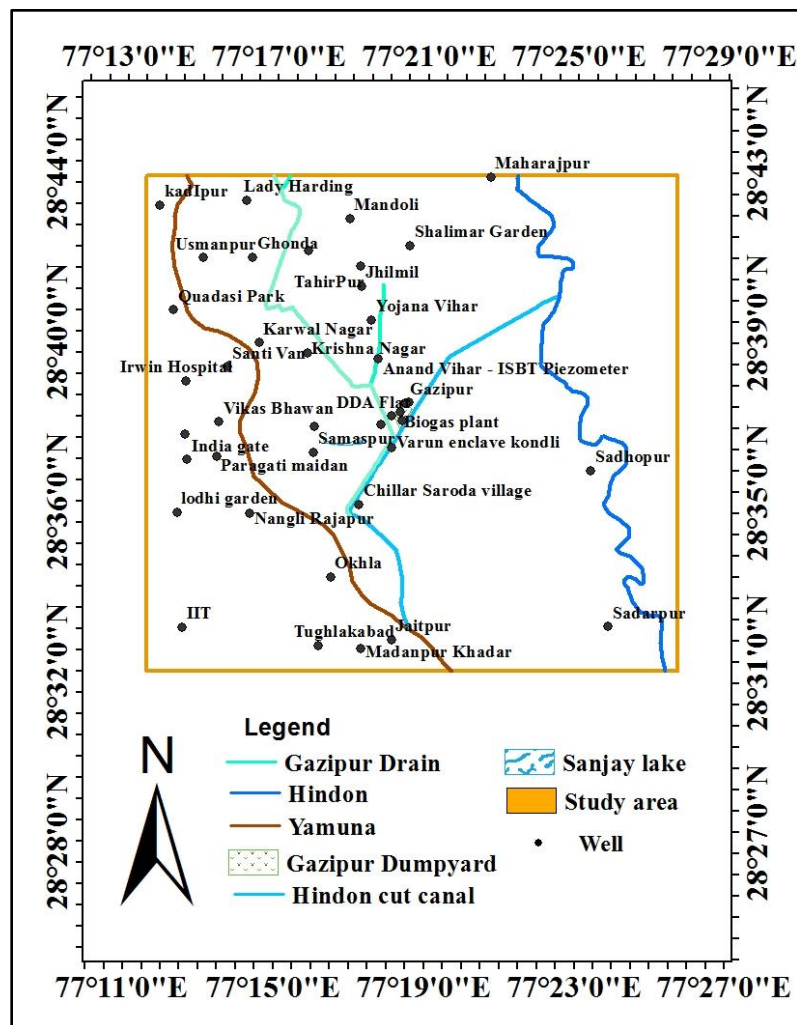 77°13'0"E 77°17'0"E 77°21'0"E 77°25'0"E 77°29'0"E
28°44'0"N
28°40'0"N
28°36'0"N
28°32'0"N
28°28'0"N
28°43'0"N
28°39'0"N
28°35'0"N
28°31'0"N
28°27'0"N
Maharajpur
kadIpur
Lady Harding
Mandoli
Shalimar Garden
Usmanpur
Ghonda
Jhilmil
TahirPur
Quadasi Park
Yojana Vihar
Karwal Nagar
Santi Van
Krishna Nagar
Irwin Hospital
Anand Vihar - ISBT Piezometer
Gazipur
DDA Flat
Vikas Bhawan
Biogas plant
Samaspur
Varun enclave kondli
India gate
Paragati maidan
Sadhopur
lodhi garden
Chillar Saroda village
Nangli Rajapur
Okhla
IIT
Jaitpur
Sadarpur
Tughlakabad
Madanpur Khadar
N
Legend
Gazipur Drain
Hindon
Yamuna
Gazipur Dumpyard
Hindon cut canal
Sanjay lake
Study area
Well
77°11'0"E 77°15'0"E 77°19'0"E 77°23'0"E 77°27'0"E